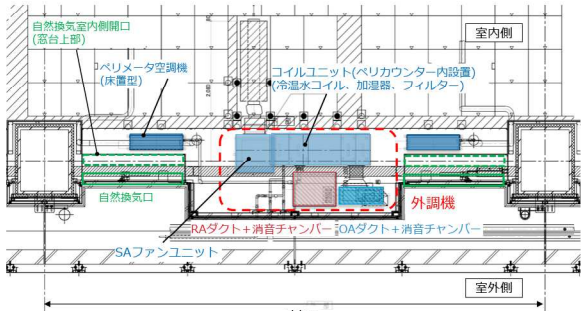 自然換気室内側開口
(窓台上部)
室内側
ペリメータ空調機
(床置型)
コイルユニット(ペリカウンター内設置)
(冷温水コイル、加湿器、フィルター)
自然換気口
外調機
RAダクト+消音チャンバー
OAダクト+消音チャンバー
SAファンユニット
室外側